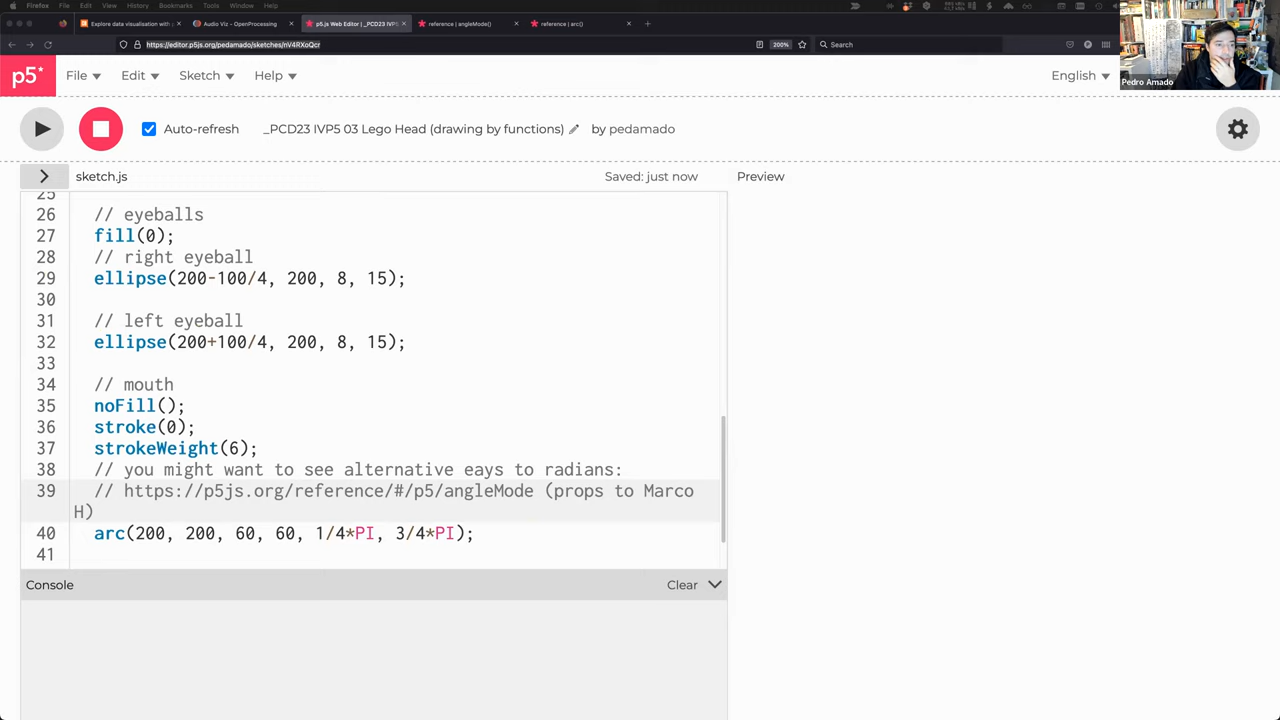 Firefox File Edit View History Bookmarks Tools Window Help
Explore data visualisation with p
Audio Viz - OpenProcessing
p5.js Web Editor | _PCD23 IVP5
reference | angleMode()
reference | arc()
https://editor.p5js.org/pedamado/sketches/nV4RXoQcr
200%
Search
Pedro Amado
p5*
File
Edit
Sketch
Help
English
Auto-refresh
_PCD23 IVP5 03 Lego Head (drawing by functions)
by pedamado
>
sketch.js
Saved: just now
Preview
25
26 // eyeballs
27 fill(0);
28 // right eyeball
29 ellipse(200-100/4, 200, 8, 15);
30
31 // left eyeball
32 ellipse(200+100/4, 200, 8, 15);
33
34 // mouth
35 noFill();
36 stroke(0);
37 strokeWeight(6);
38 // you might want to see alternative eays to radians:
39 // https://p5js.org/reference/#/p5/angleMode (props to Marco
H)
40 arc(200, 200, 60, 60, 1/4*PI, 3/4*PI);
41
Console
Clear